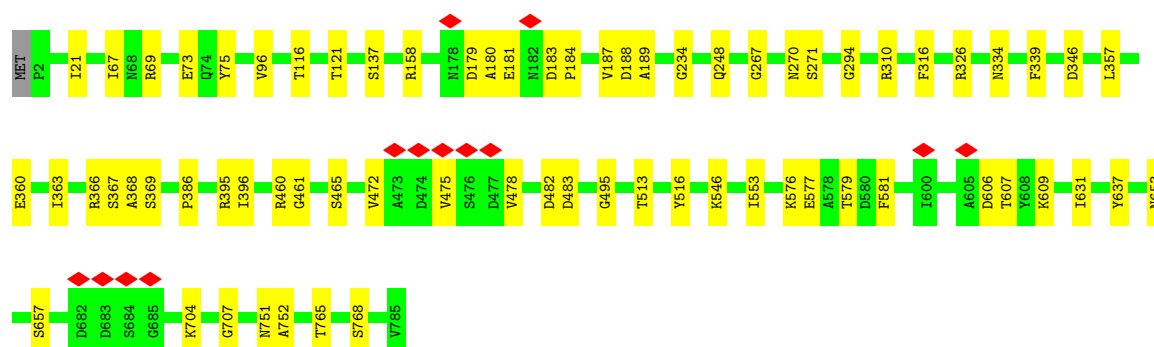 MET P2 I21 I67 N68 R69 E73 Q74 Y75 V96 T116 T121 S137 R158 N178 D179 A180 E181 N182 D183 P184 V187 D188 A189 G234 Q248 G267 N270 S271 G294 R310 F316 R326 N334 F339 D346 L357
E360 I363 R366 S367 A368 S369 P386 R395 I396 R460 G461 S465 V472 A473 D474 V475 S476 D477 V478 D482 D483 G495 T513 Y516 K546 I553 K576 E577 A578 T579 D580 F581 I600 A605 D606 T607 Y608 K609 I631 Y637
S657 D682 D683 S684 G685 K704 G707 N751 A752 T765 S768 V785